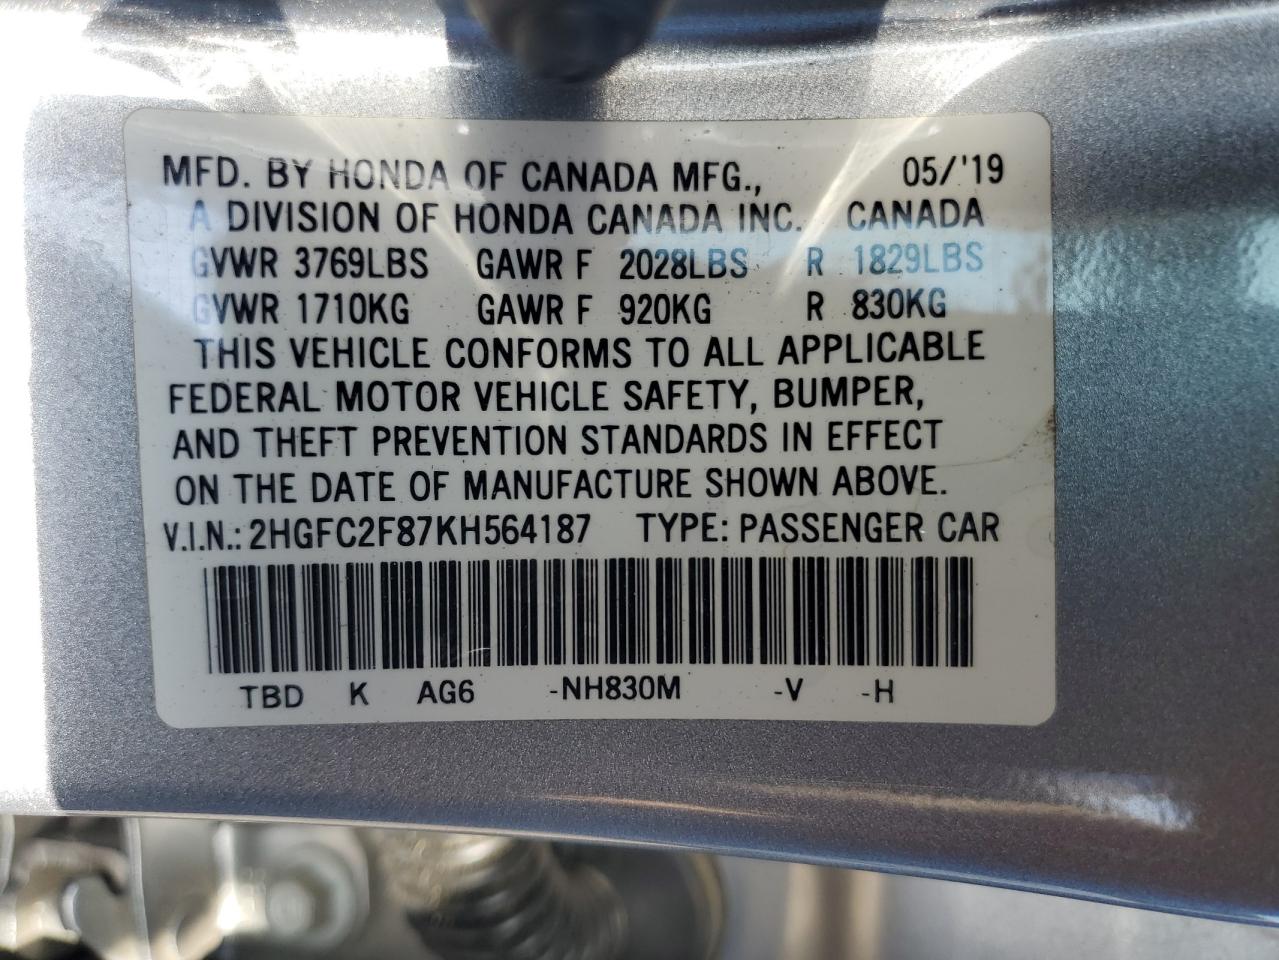 MFD. BY HONDA OF CANADA MFG., 05/'19
A DIVISION OF HONDA CANADA INC. CANADA
GVWR 3769LBS GAWR F 2028LBS R 1829LBS
GVWR 1710KG GAWR F 920KG R 830KG
THIS VEHICLE CONFORMS TO ALL APPLICABLE
FEDERAL MOTOR VEHICLE SAFETY, BUMPER,
AND THEFT PREVENTION STANDARDS IN EFFECT
ON THE DATE OF MANUFACTURE SHOWN ABOVE.
V.I.N.: 2HGFC2F87KH564187 TYPE: PASSENGER CAR
TBD K AG6 -NH830M -V -H